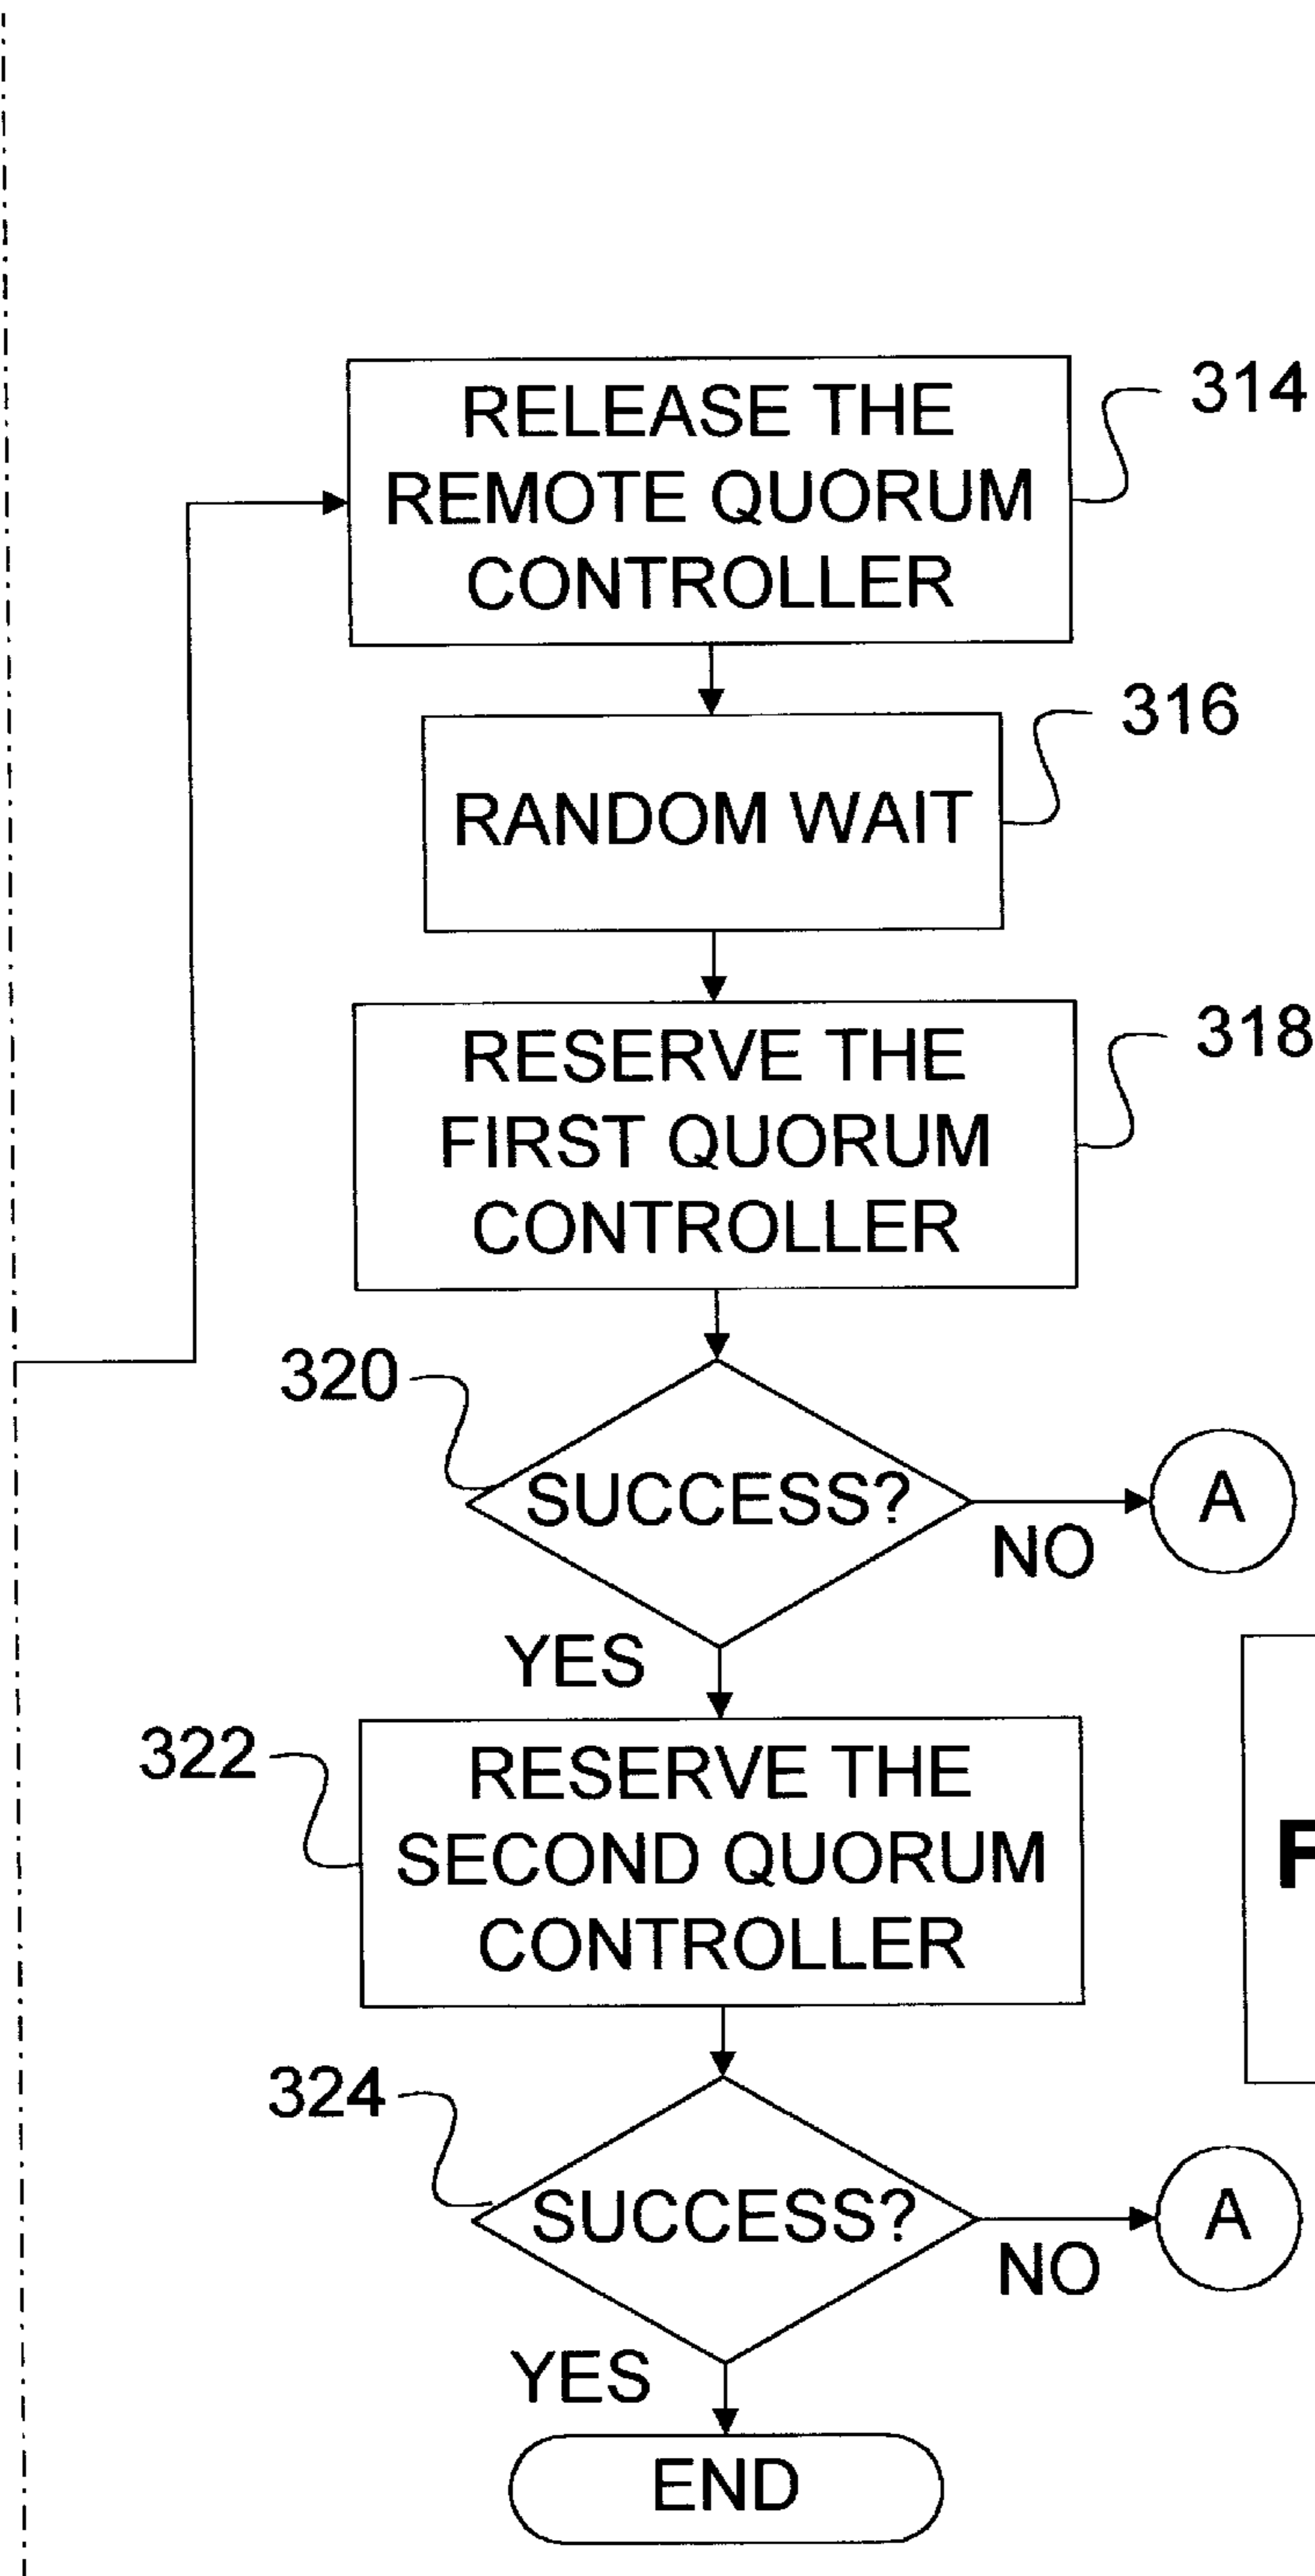 RELEASE THE
REMOTE QUORUM
CONTROLLER
314
RANDOM WAIT
316
RESERVE THE
FIRST QUORUM
CONTROLLER
318
320
SUCCESS?
NO
A
YES
322
RESERVE THE
SECOND QUORUM
CONTROLLER
F
324
SUCCESS?
NO
A
YES
END